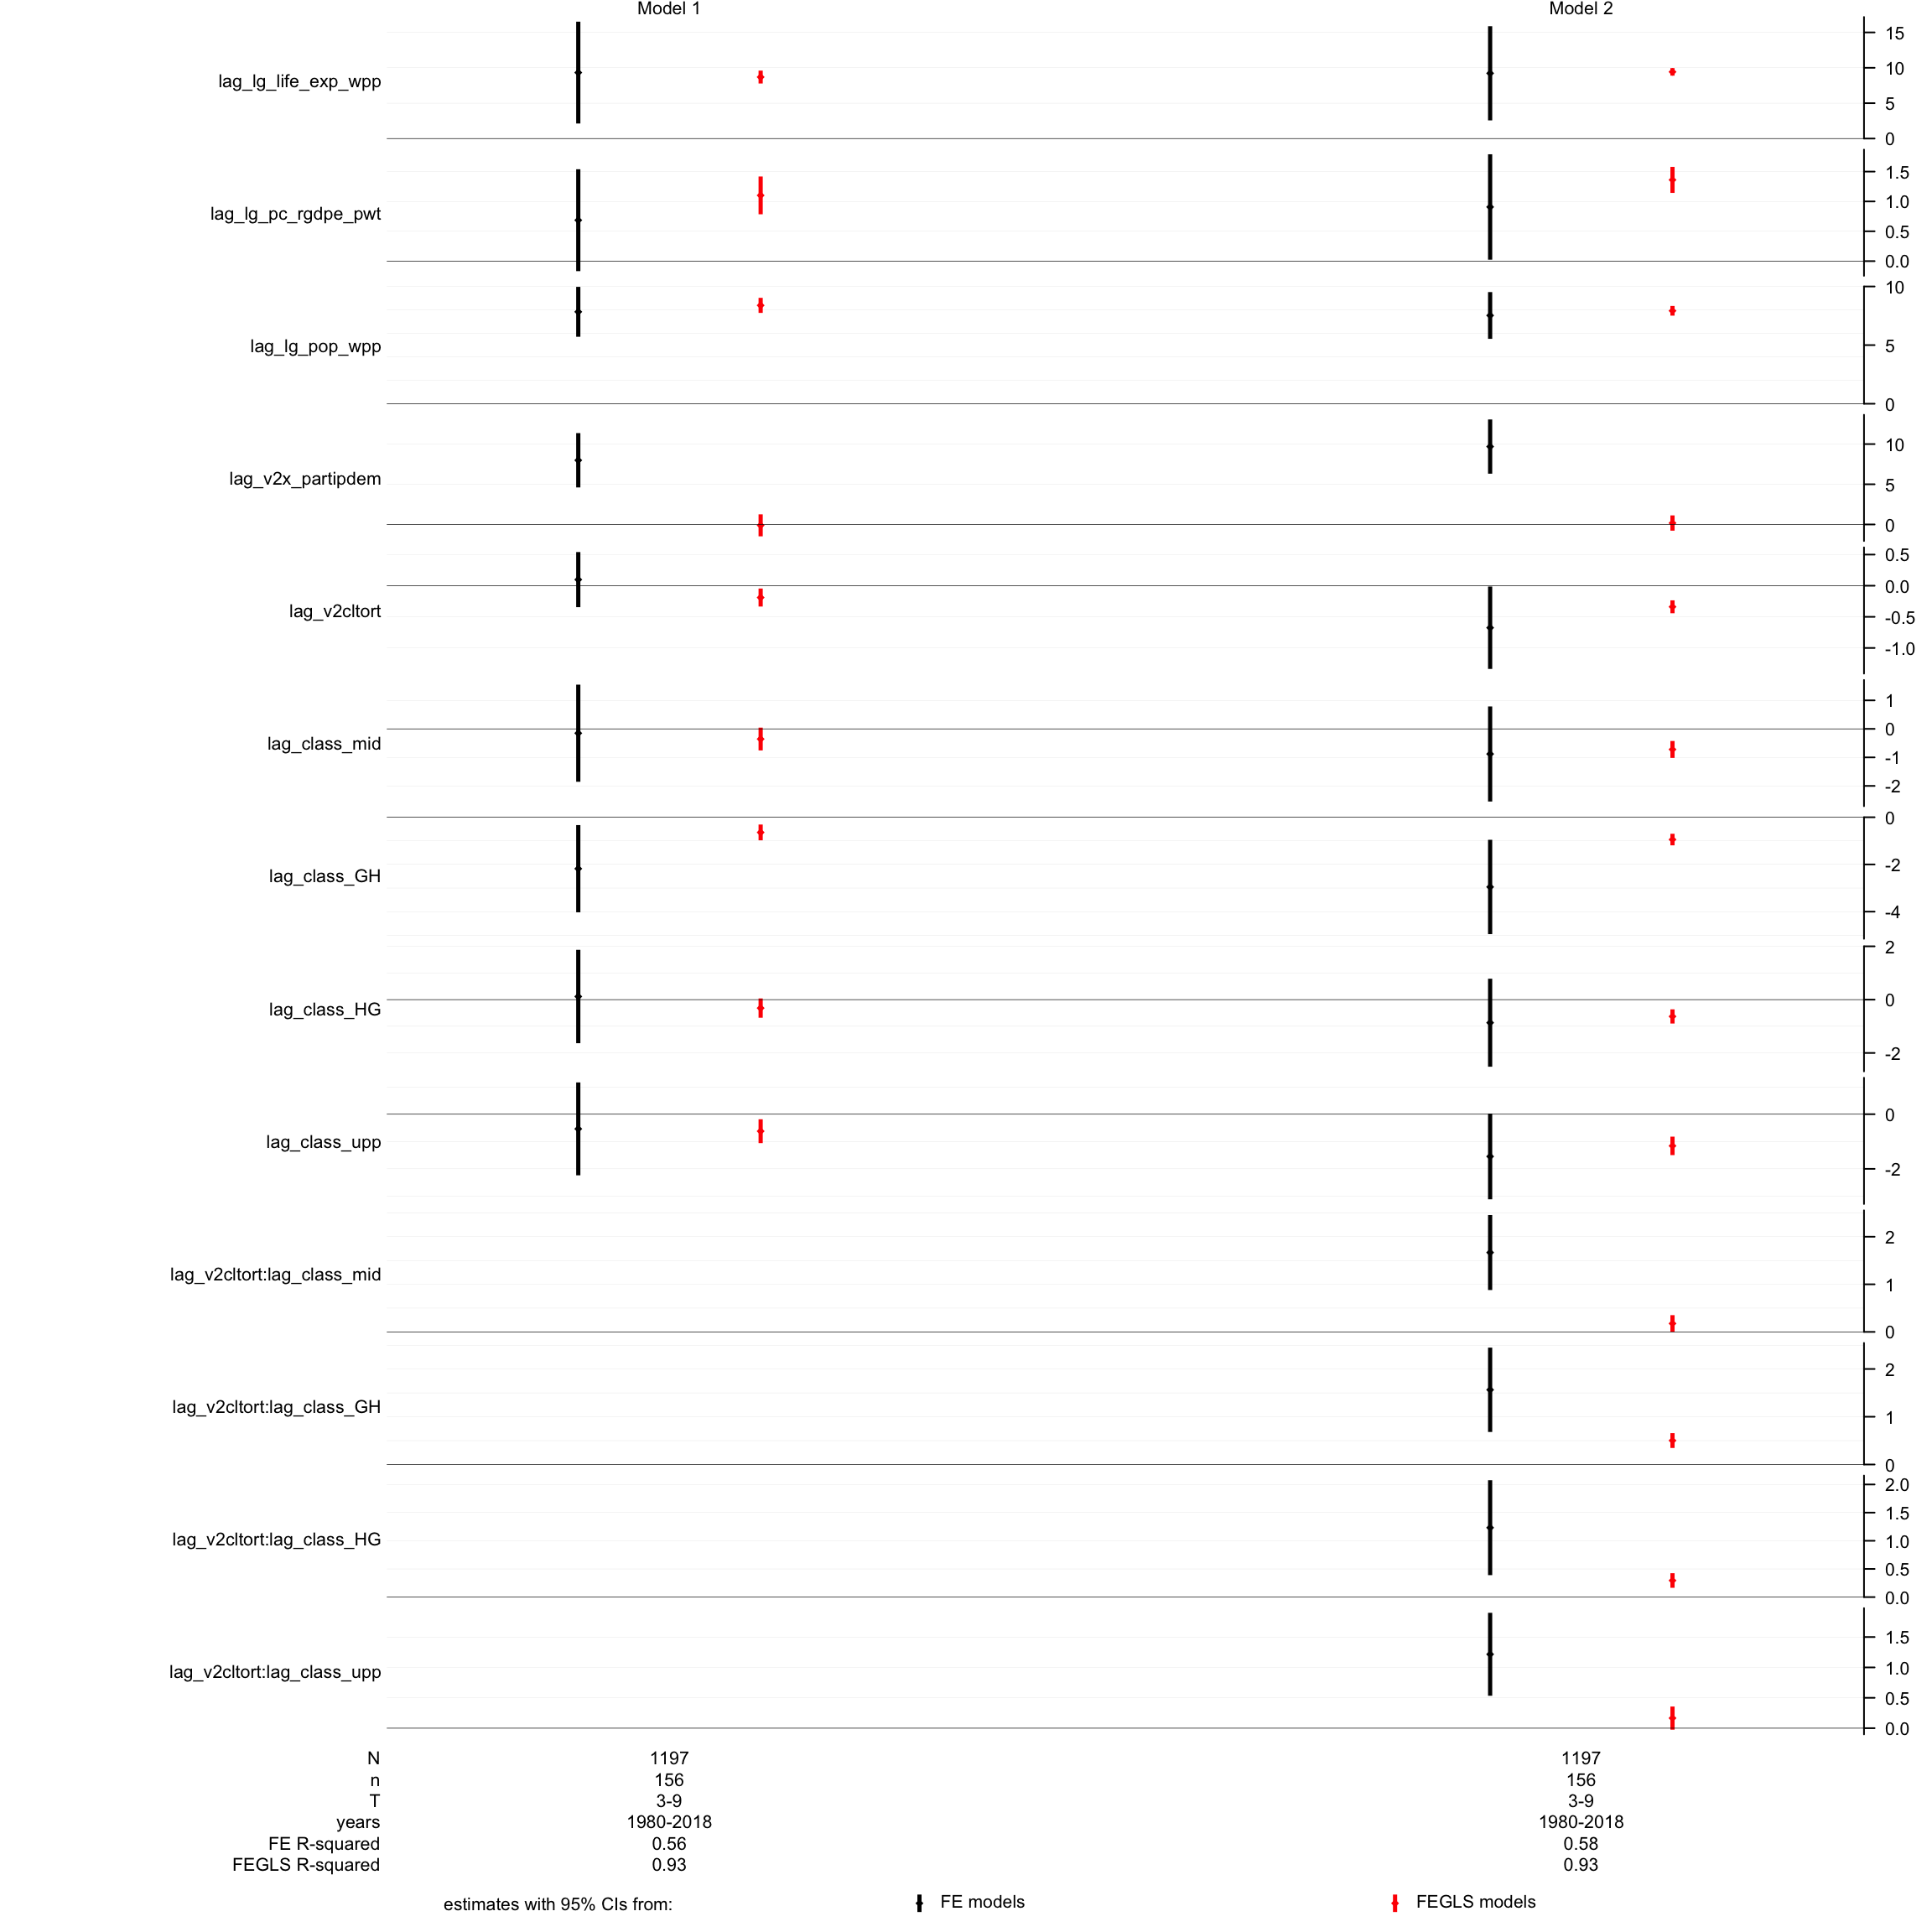 Model 1 Model 2
lag_lg_life_exp_wpp
15
10
5
0
lag_lg_pc_rgdpe_pwt
1.5
1.0
0.5
0.0
lag_lg_pop_wpp
10
5
0
lag_v2x_partipdem
10
5
0
lag_v2cltort
0.5
0.0
-0.5
-1.0
lag_class_mid
1
0
-1
-2
lag_class_GH
0
-2
-4
lag_class_HG
2
0
-2
lag_class_upp
0
-2
lag_v2cltort:lag_class_mid
2
1
0
lag_v2cltort:lag_class_GH
2
1
0
lag_v2cltort:lag_class_HG
2.0
1.5
1.0
0.5
0.0
lag_v2cltort:lag_class_upp
1.5
1.0
0.5
0.0
N 1197 1197
n 156 156
T 3-9 3-9
years 1980-2018 1980-2018
FE R-squared 0.56 0.58
FEGLS R-squared 0.93 0.93
estimates with 95% CIs from: FE models FEGLS models